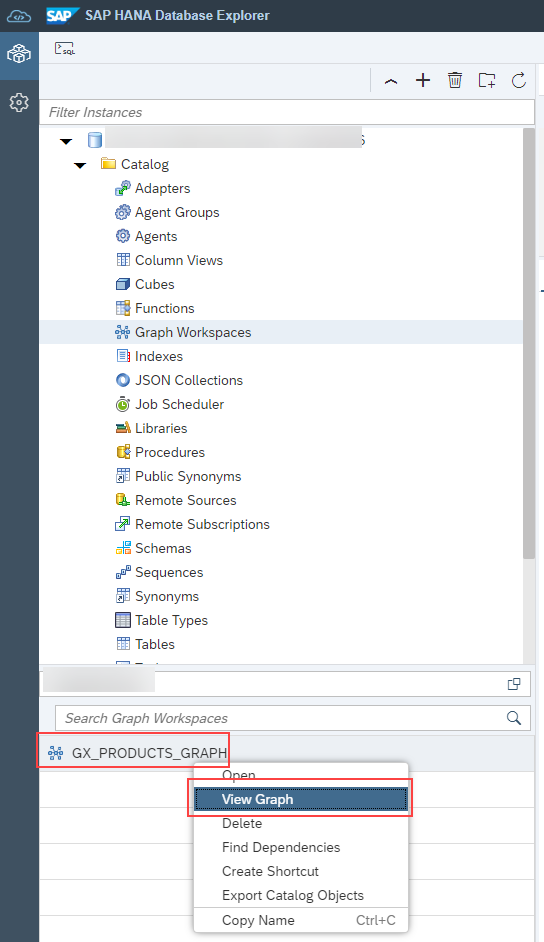 SAP SAP HANA Database Explorer
SQL
Filter Instances
Catalog
Adapters
Agent Groups
Agents
Column Views
Cubes
Functions
Graph Workspaces
Indexes
JSON Collections
Job Scheduler
Libraries
Procedures
Public Synonyms
Remote Sources
Remote Subscriptions
Schemas
Sequences
Synonyms
Table Types
Tables
Search Graph Workspaces
GX_PRODUCTS_GRAPH
Open
View Graph
Delete
Find Dependencies
Create Shortcut
Export Catalog Objects
Copy Name Ctrl+C